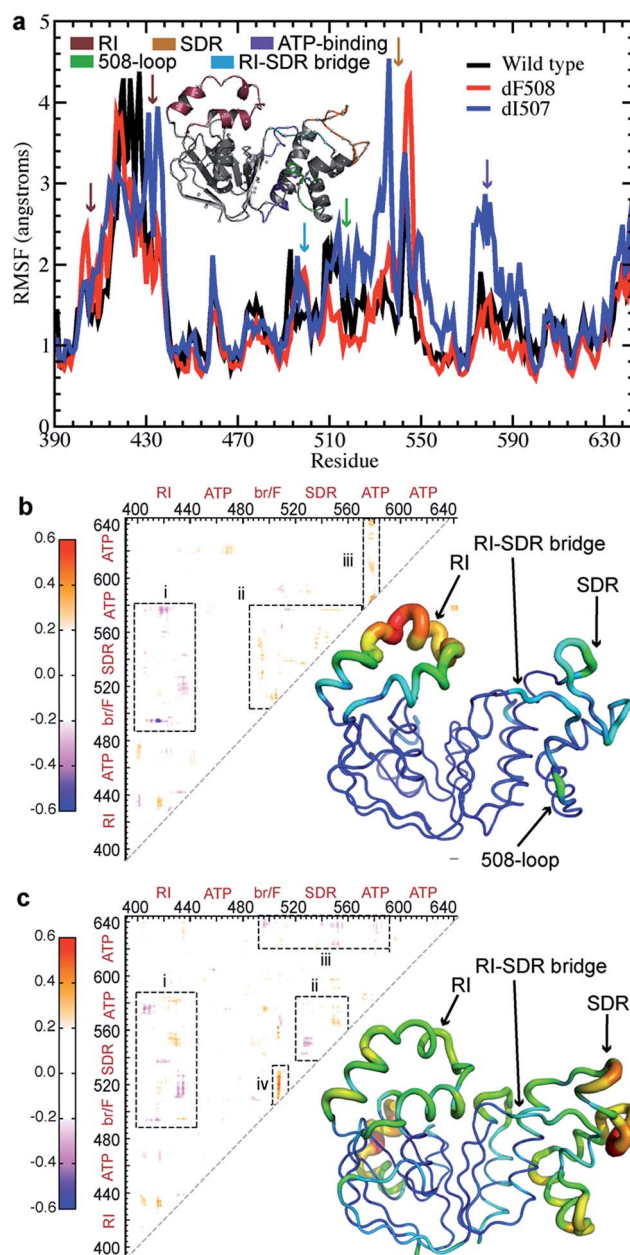 a
RI SDR ATP-binding
508-loop RI-SDR bridge
Wild type
dF508
dI507
RMSF (angstroms)
5
4
3
2
1
0
390 430 470 510 550 590 630
Residue
b
RI ATP br/F SDR ATP ATP
400 440 480 520 560 600 640
0.6
0.4
0.2
0.0
-0.2
-0.4
-0.6
ATP
ATP
SDR
br/F
ATP
RI
640
600
560
520
480
440
400
i
ii
iii
RI-SDR bridge
RI
SDR
508-loop
c
RI ATP br/F SDR ATP ATP
400 440 480 520 560 600 640
0.6
0.4
0.2
0.0
-0.2
-0.4
-0.6
ATP
ATP
SDR
br/F
ATP
RI
640
600
560
520
480
440
400
i
iii
ii
iv
RI-SDR bridge
RI
SDR